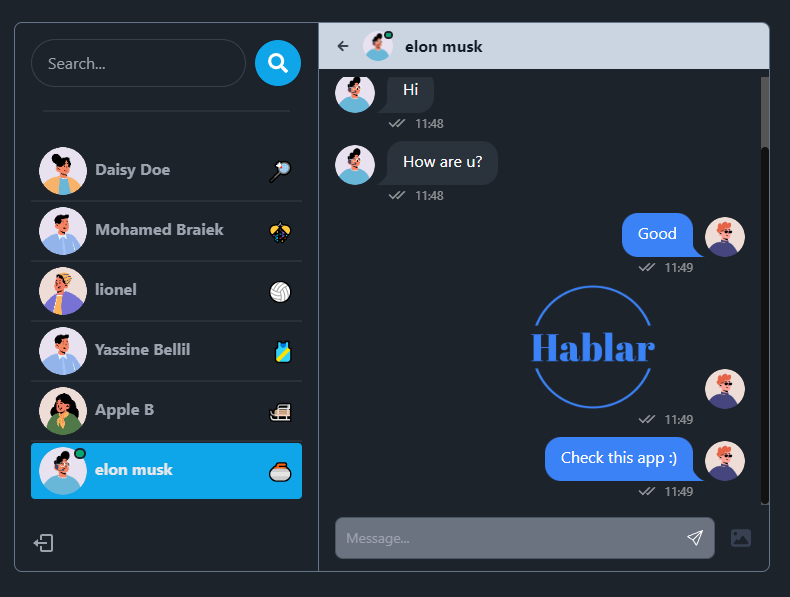 Search...
Daisy Doe
Mohamed Braiek
lionel
Yassine Bellil
Apple B
elon musk
elon musk
Hi
11:48
How are u?
11:48
Good
11:49
Hablar
11:49
Check this app :)
11:49
Message...